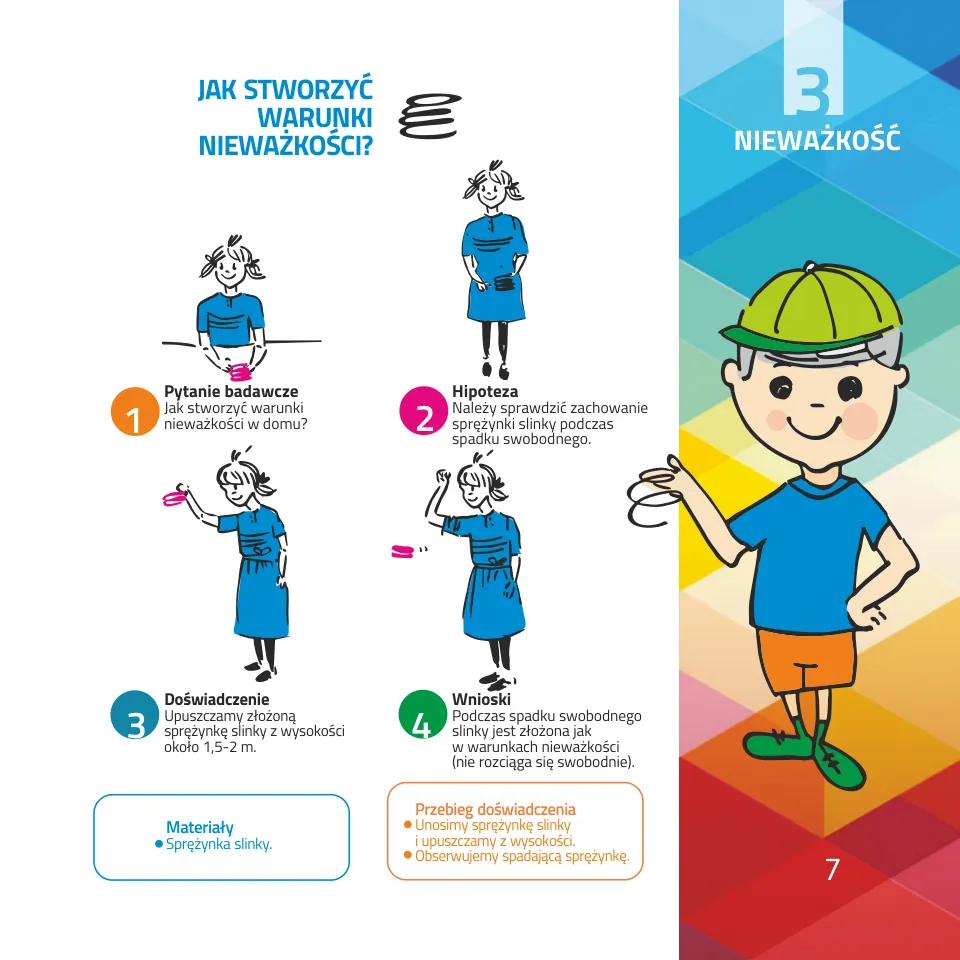 JAK STWORZYĆ
WARUNKI
NIEWAŻKOŚCI?
3
NIEWAŻKOŚĆ
1
Pytanie badawcze
Jak stworzyć warunki
nieważkości w domu?
2
Hipoteza
Należy sprawdzić zachowanie
sprężynki slinky podczas
spadku swobodnego.
3
Doświadczenie
Upuszczamy złożoną
sprężynkę slinky z wysokości
około 1,5-2 m.
4
Wnioski
Podczas spadku swobodnego
slinky jest złożona jak
w warunkach nieważkości
(nie rozciąga się swobodnie).
Materiały
• Sprężynka slinky.
Przebieg doświadczenia
• Unosimy sprężynkę slinky
i upuszczamy z wysokości.
• Obserwujemy spadającą sprężynkę.
7